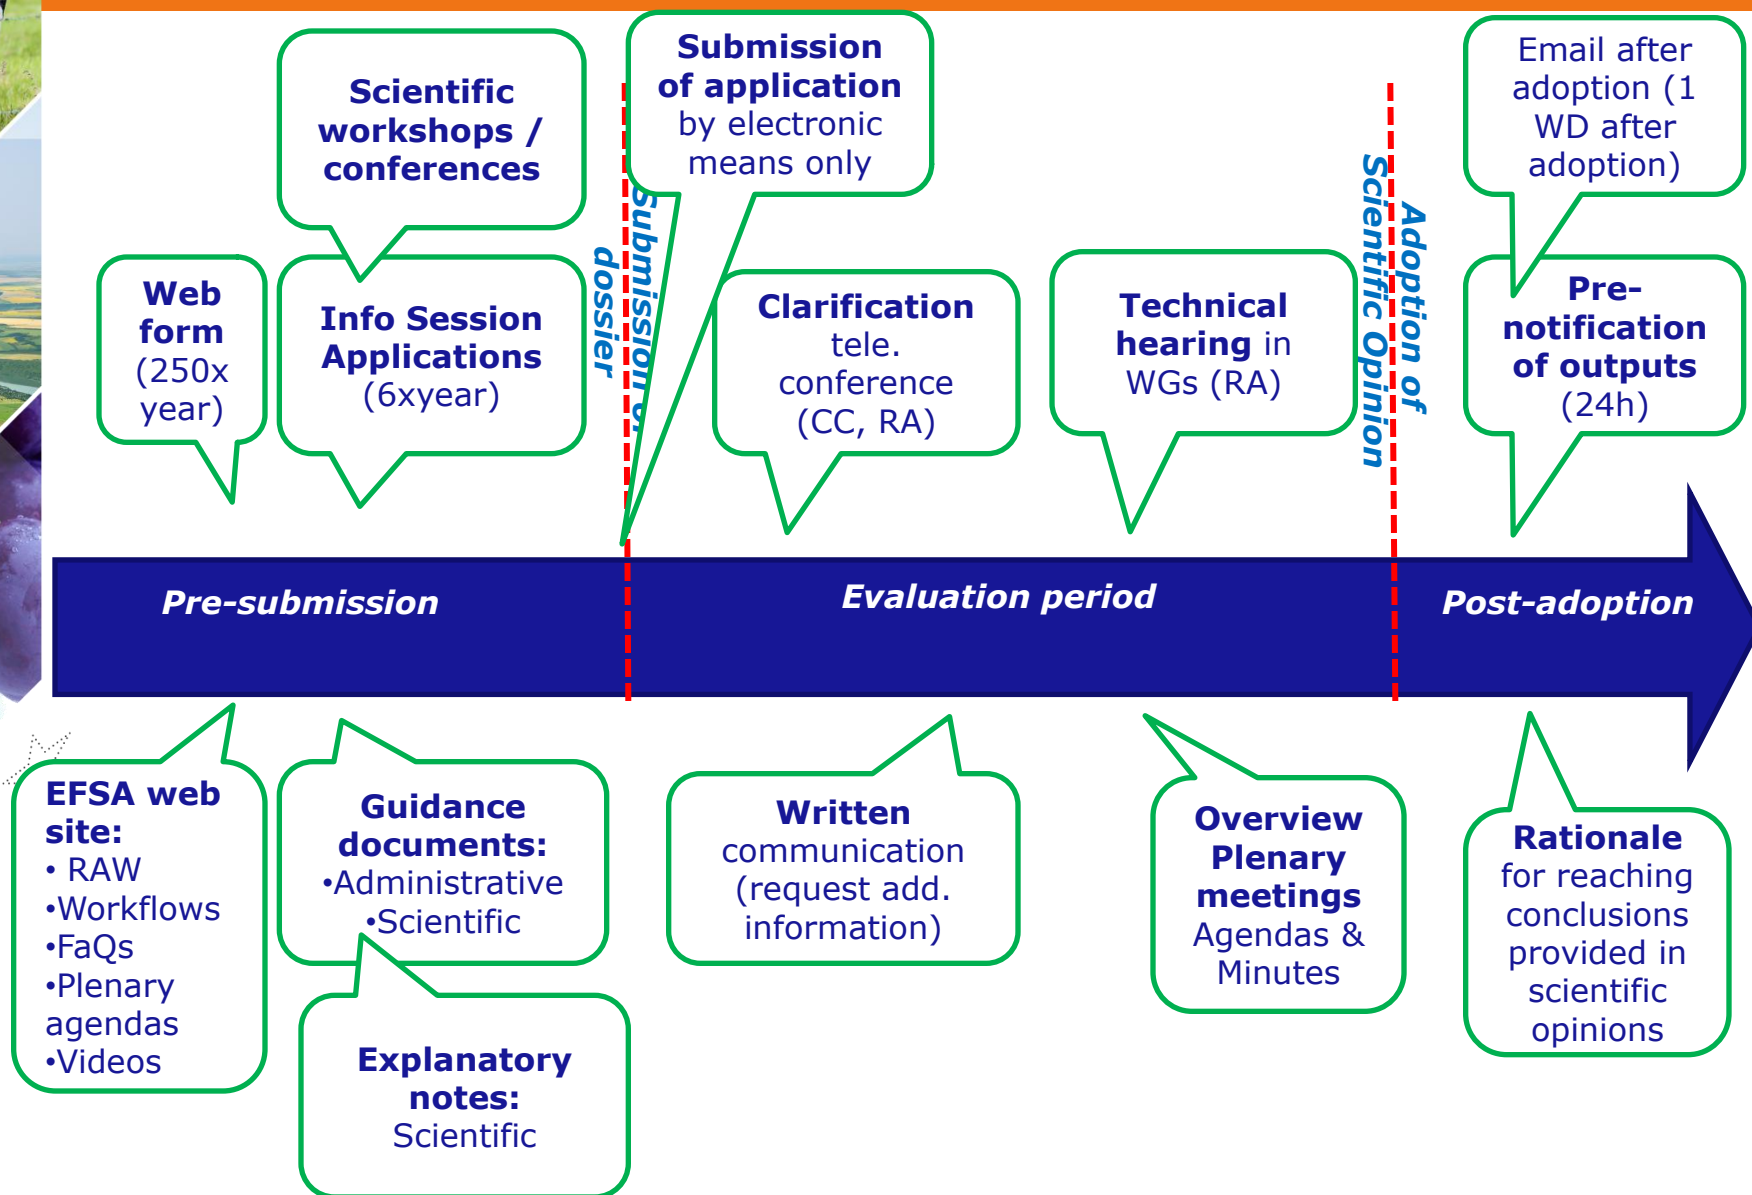 Scientific
workshops /
conferences
Submission
of application
by electronic
means only
Email after
adoption (1
WD after
adoption)
Web
form
(250x
year)
Info Session
Applications
(6xyear)
Submission of
dossier
Clarification
tele.
conference
(CC, RA)
Technical
hearing in
WGs (RA)
Adoption of
Scientific Opinion
Pre-
notification
of outputs
(24h)
Pre-submission
Evaluation period
Post-adoption
EFSA web
site:
• RAW
•Workflows
•FaQs
•Plenary
agendas
•Videos
Guidance
documents:
•Administrative
•Scientific
Explanatory
notes:
Scientific
Written
communication
(request add.
information)
Overview
Plenary
meetings
Agendas &
Minutes
Rationale
for reaching
conclusions
provided in
scientific
opinions